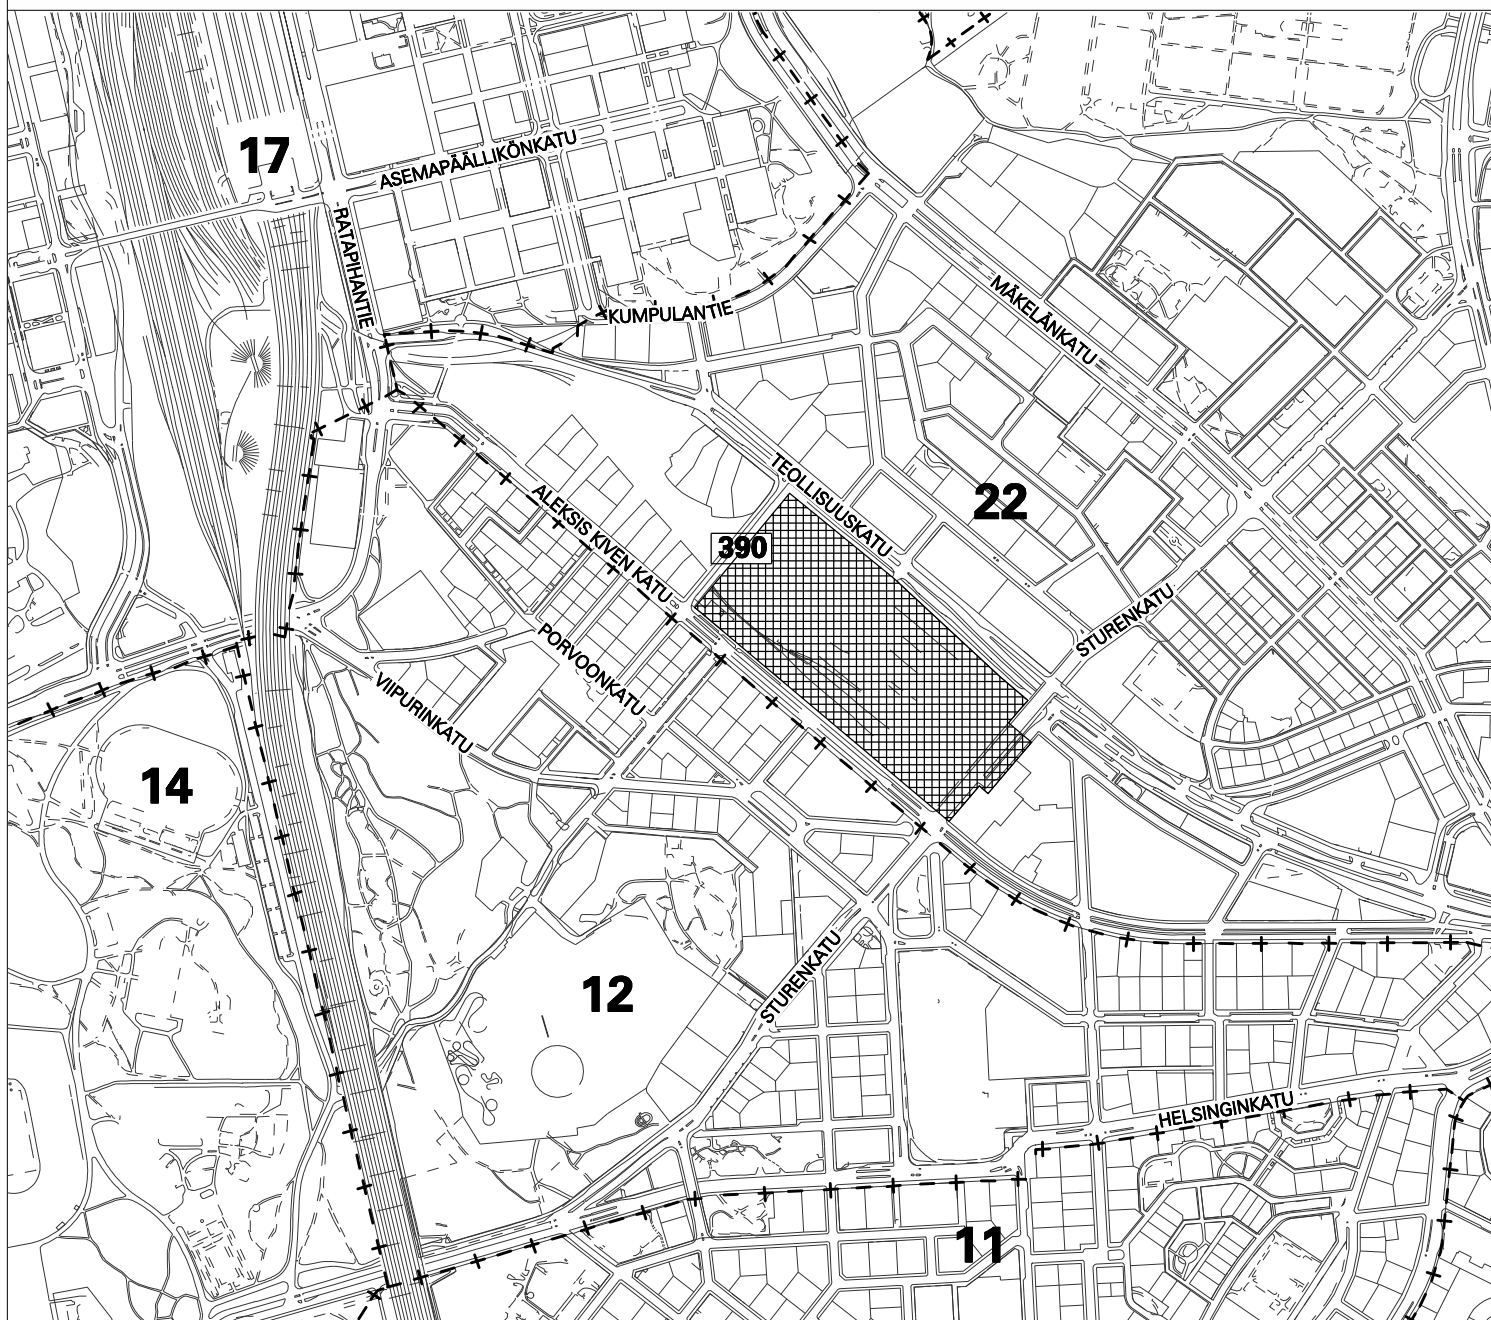 17
ASEMAPÄÄLLIKÖNKATU
RATAPIHANTIE
KUMPULANTIE
MÄKELÄNKATU
TEOLLISUUSKATU
22
ALEKSIS KIVEN KATU
390
STURENKATU
PORVOONKATU
VIIPURINKATU
14
12
STURENKATU
HELSINGINKATU
11